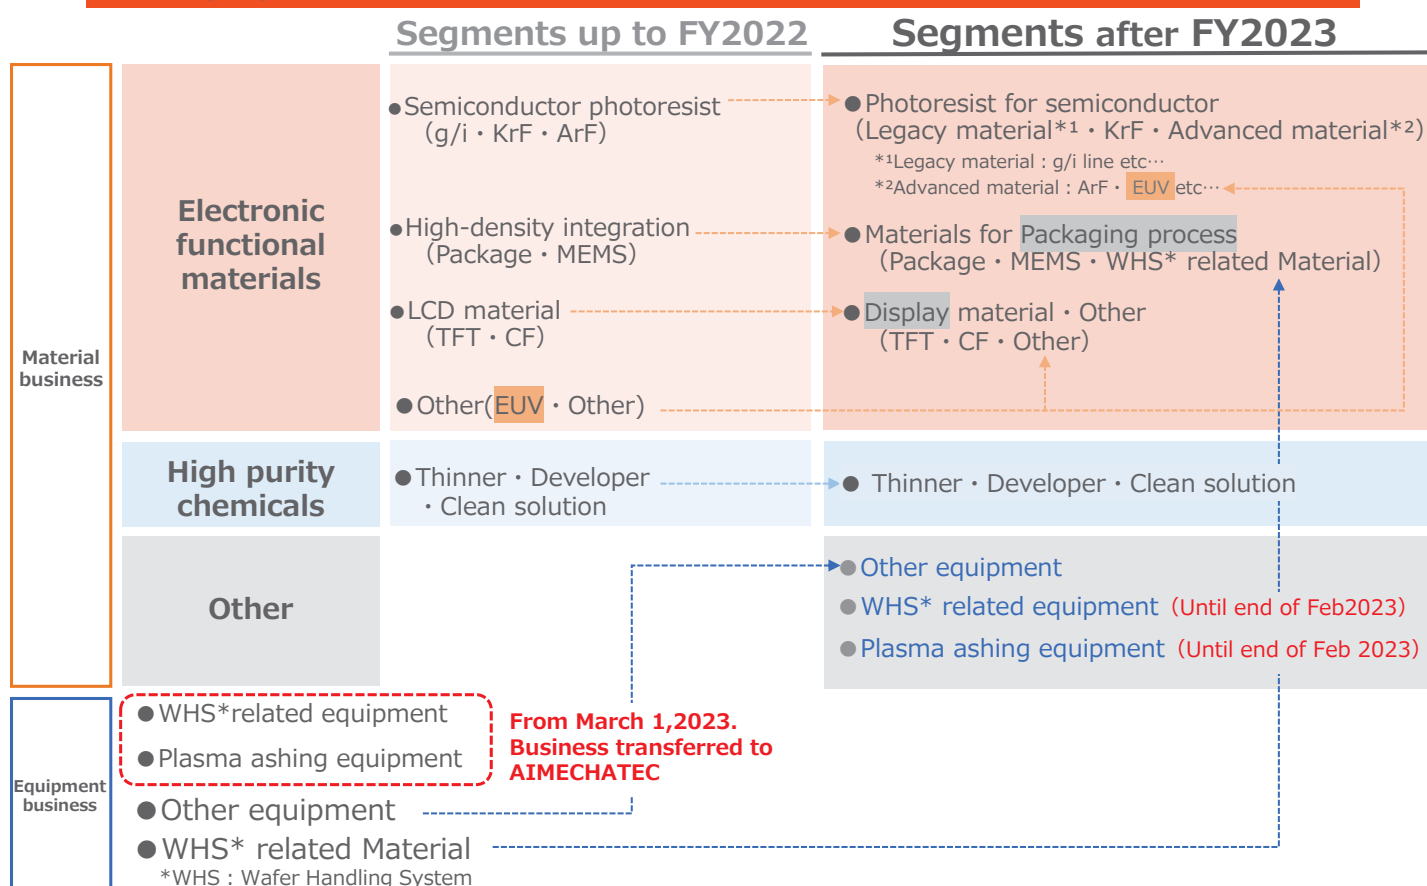 Segments up to FY2022
Segments after FY2023
Material
business
Electronic
functional
materials
●Semiconductor photoresist
（g/i・KrF・ArF）
●High-density integration
（Package・MEMS）
●LCD material
（TFT・CF）
●Other(EUV・Other)
●Photoresist for semiconductor
（Legacy material*¹・KrF・Advanced material*²）
*¹Legacy material : g/i line etc…
*²Advanced material : ArF・EUV etc…
●Materials for Packaging process
（Package・MEMS・WHS* related Material）
●Display material・Other
（TFT・CF・Other）
High purity
chemicals
●Thinner・Developer
・Clean solution
● Thinner・Developer・Clean solution
Other
●Other equipment
●WHS* related equipment（Until end of Feb2023）
●Plasma ashing equipment（Until end of Feb 2023）
Equipment
business
●WHS*related equipment
●Plasma ashing equipment
From March 1,2023.
Business transferred to
AIMECHATEC
●Other equipment
●WHS* related Material
*WHS : Wafer Handling System